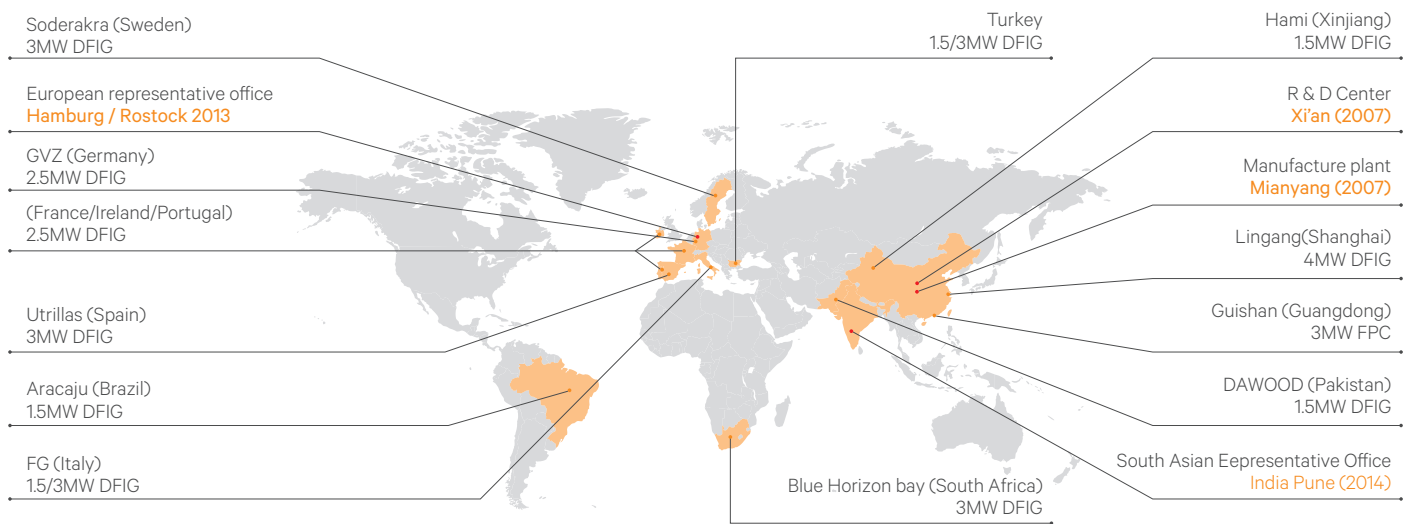 Soderakra (Sweden)
3MW DFIG
European representative office
Hamburg / Rostock 2013
GVZ (Germany)
2.5MW DFIG
(France/Ireland/Portugal)
2.5MW DFIG
Utrillas (Spain)
3MW DFIG
Aracaju (Brazil)
1.5MW DFIG
FG (Italy)
1.5/3MW DFIG
Turkey
1.5/3MW DFIG
Blue Horizon bay (South Africa)
3MW DFIG
Hami (Xinjiang)
1.5MW DFIG
R & D Center
Xi'an (2007)
Manufacture plant
Mianyang (2007)
Lingang(Shanghai)
4MW DFIG
Guishan (Guangdong)
3MW FPC
DAWOOD (Pakistan)
1.5MW DFIG
South Asian Eepresentative Office
India Pune (2014)